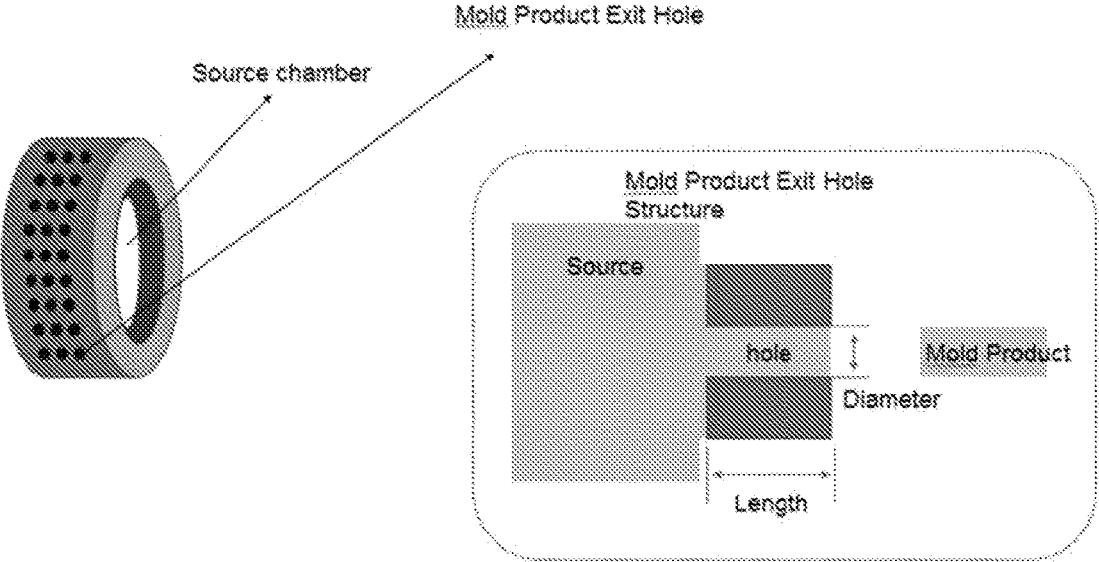 Mold Product Exit Hole
Source chamber
Mold Product Exit Hole
Structure
Source
hole
Mold Product
Diameter
Length